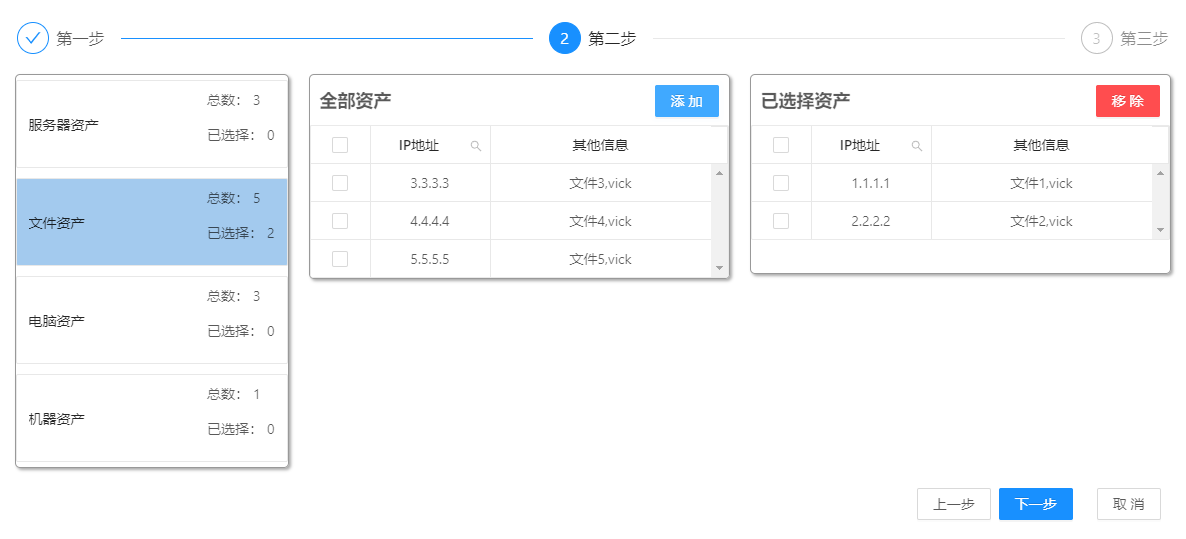 第一步
2 第二步
3 第三步
服务器资产
总数: 3
已选择: 0
文件资产
总数: 5
已选择: 2
电脑资产
总数: 3
已选择: 0
机器资产
总数: 1
已选择: 0
全部资产 添 加
IP地址 其他信息
3.3.3.3 文件3,vick
4.4.4.4 文件4,vick
5.5.5.5 文件5,vick
已选择资产 移 除
IP地址 其他信息
1.1.1.1 文件1,vick
2.2.2.2 文件2,vick
上一步 下一步 取 消